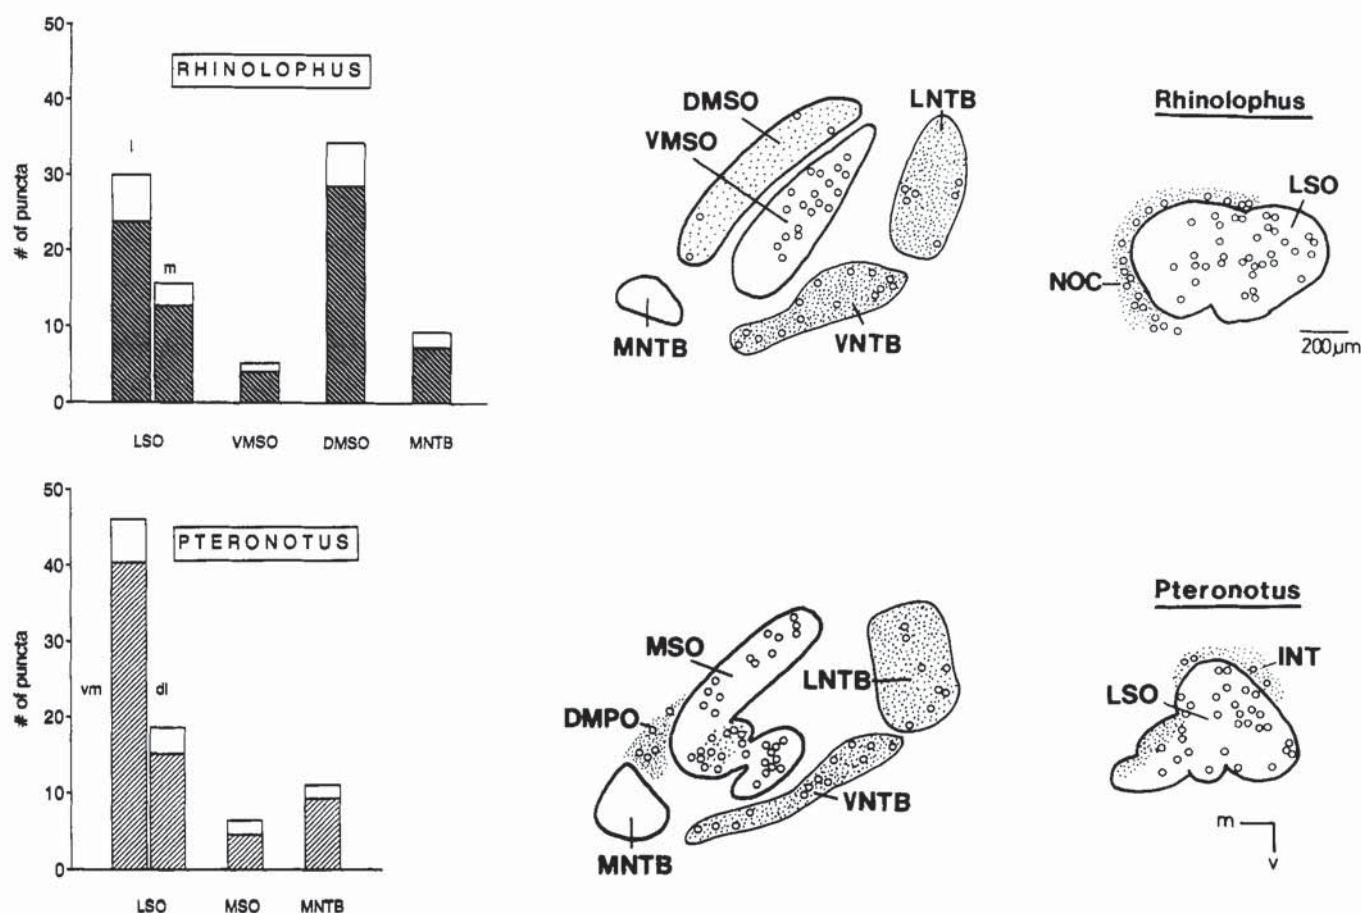 50
40
30
20
10
0
# of puncta
RHINOLOPHUS
l
m
LSO VMSO DMSO MNTB
DMSO
VMSO
LNTB
MNTB
VNTB
Rhinolophus
LSO
NOC
200µm
50
40
30
20
10
0
# of puncta
PTERONOTUS
vm
dl
LSO MSO MNTB
MSO
LNTB
DMPO
VNTB
MNTB
Pteronotus
INT
LSO
m
v